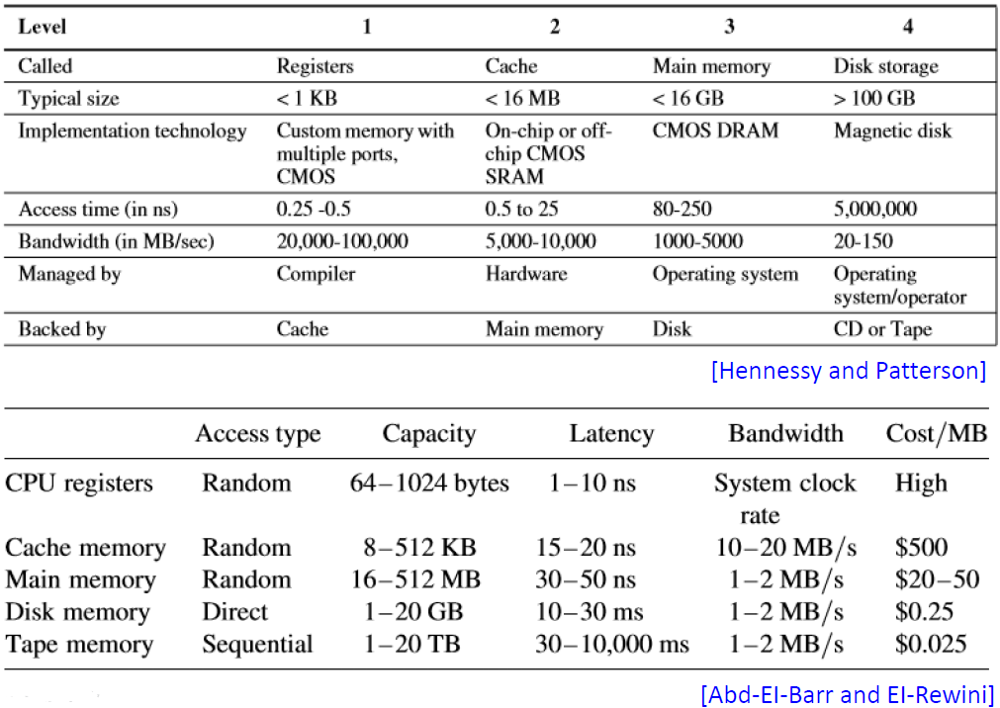 Level 1 2 3 4
Called Registers Cache Main memory Disk storage
Typical size < 1 KB < 16 MB < 16 GB > 100 GB
Implementation technology Custom memory with On-chip or off- CMOS DRAM Magnetic disk
multiple ports, chip CMOS
CMOS SRAM
Access time (in ns) 0.25 -0.5 0.5 to 25 80-250 5,000,000
Bandwidth (in MB/sec) 20,000-100,000 5,000-10,000 1000-5000 20-150
Managed by Compiler Hardware Operating system Operating
system/operator
Backed by Cache Main memory Disk CD or Tape
[Hennessy and Patterson]
Access type Capacity Latency Bandwidth Cost/MB
CPU registers Random 64–1024 bytes 1–10 ns System clock High
rate
Cache memory Random 8–512 KB 15–20 ns 10–20 MB/s $500
Main memory Random 16–512 MB 30–50 ns 1–2 MB/s $20–50
Disk memory Direct 1–20 GB 10–30 ms 1–2 MB/s $0.25
Tape memory Sequential 1–20 TB 30–10,000 ms 1–2 MB/s $0.025
[Abd-El-Barr and El-Rewini]